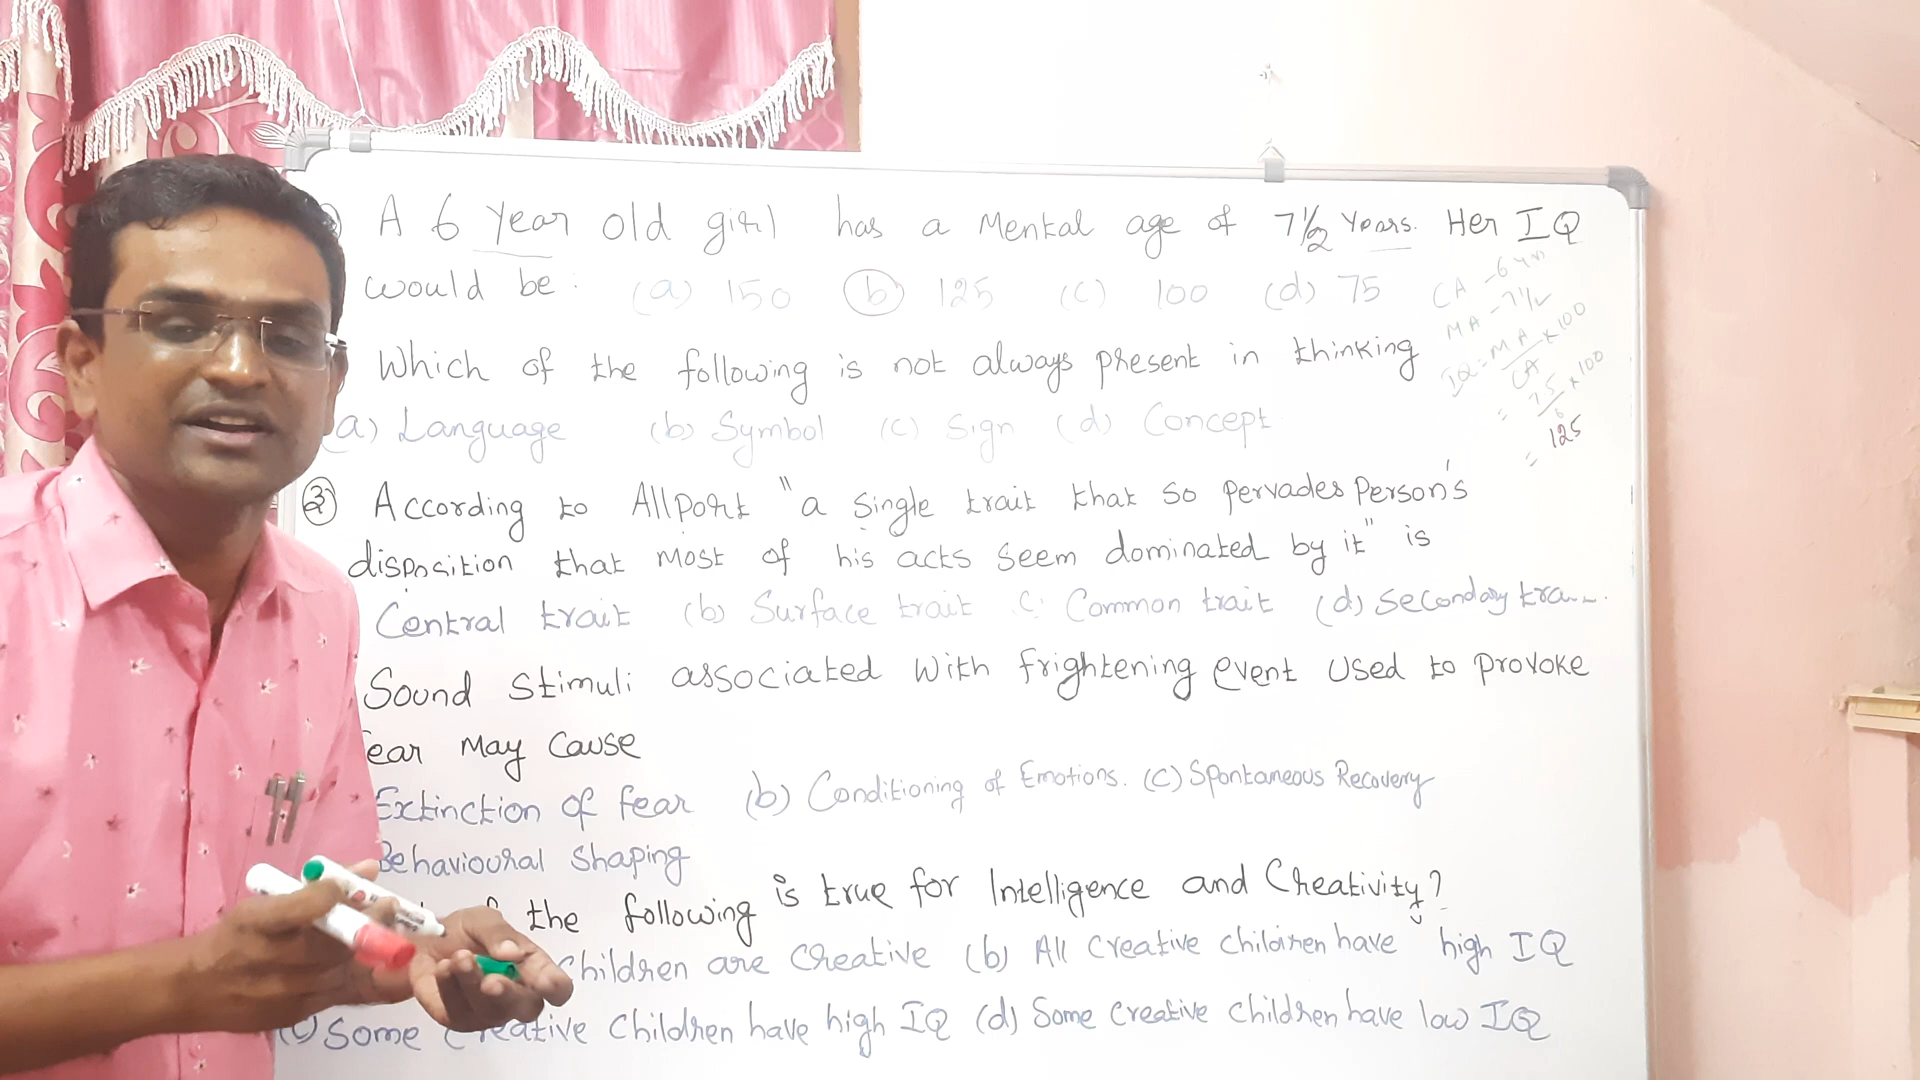 A 6 Year old girl has a Mental age of 7½ Years. Her IQ
would be: (a) 150 (b) 125 (c) 100 (d) 75
CA - 6 yrs
MA - 7½
IQ = MA/CA × 100
= 7.5/6 × 100
= 125
Which of the following is not always present in thinking
(a) Language (b) Symbol (c) Sign (d) Concept
3) According to Allport "a single trait that so pervades Person's
disposition that most of his acts seem dominated by it" is
Central trait (b) Surface trait C. Common trait (d) Secondary
Sound stimuli associated with frightening event used to provoke
fear may cause
Extinction of fear (b) Conditioning of Emotions. (c) Spontaneous Recovery
Behavioural Shaping
the following is true for Intelligence and Creativity?
Children are Creative (b) All Creative children have high IQ
(c) Some Creative Children have high IQ (d) Some Creative Children have low IQ